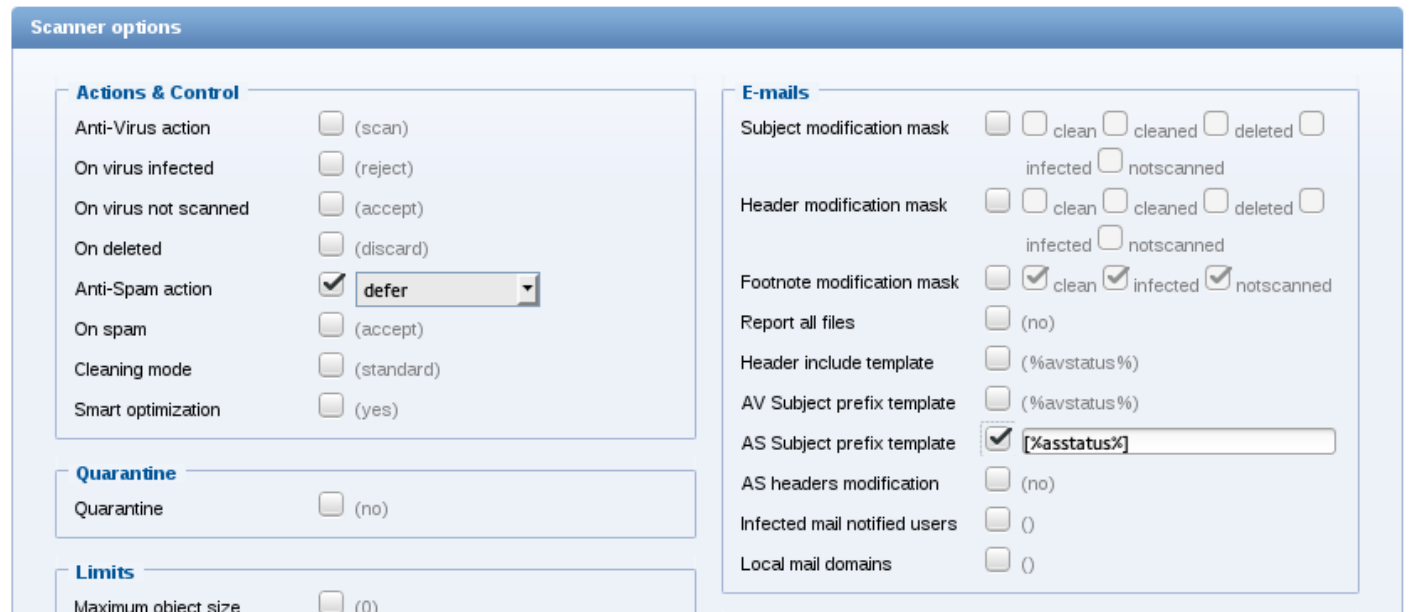 Scanner options
Actions & Control
Anti-Virus action (scan)
On virus infected (reject)
On virus not scanned (accept)
On deleted (discard)
Anti-Spam action defer
On spam (accept)
Cleaning mode (standard)
Smart optimization (yes)
Quarantine
Quarantine (no)
Limits
Maximum object size (0)
E-mails
Subject modification mask clean cleaned deleted
infected notscanned
Header modification mask clean cleaned deleted
infected notscanned
Footnote modification mask clean infected notscanned
Report all files (no)
Header include template (%avstatus%)
AV Subject prefix template (%avstatus%)
AS Subject prefix template [%asstatus%]
AS headers modification (no)
Infected mail notified users ()
Local mail domains ()